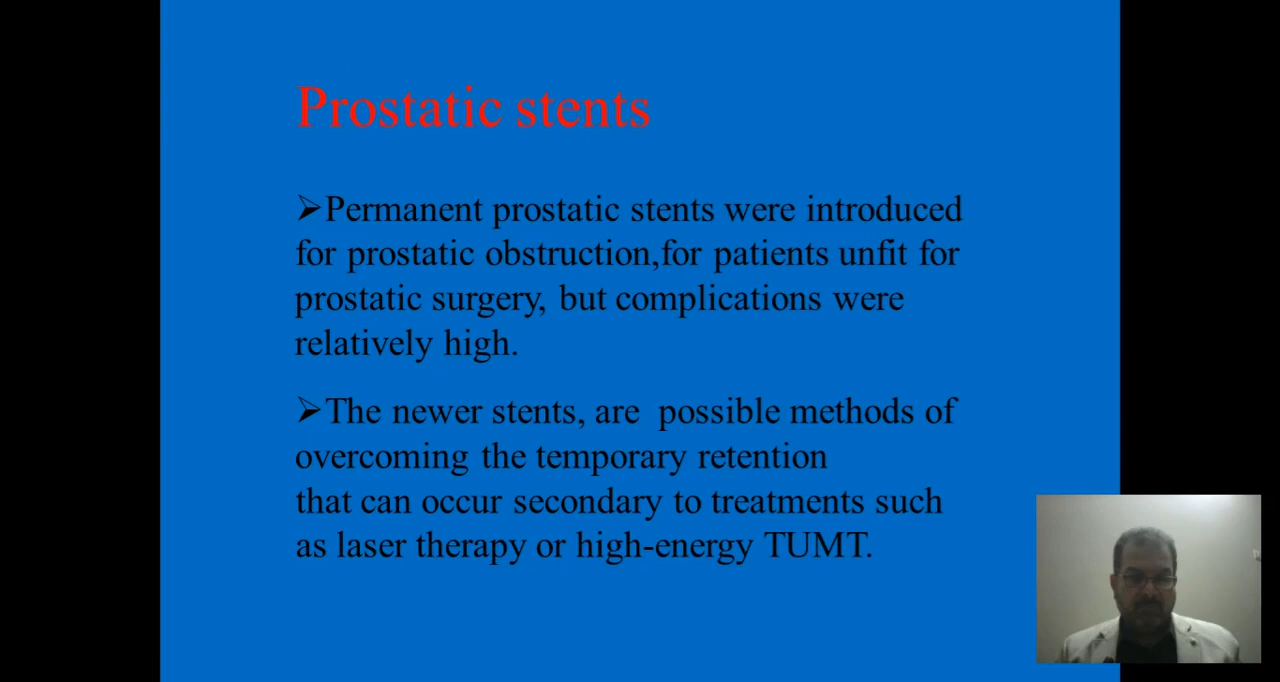 Prostatic stents
➢Permanent prostatic stents were introduced
for prostatic obstruction,for patients unfit for
prostatic surgery, but complications were
relatively high.
➢The newer stents, are  possible methods of
overcoming the temporary retention
that can occur secondary to treatments such
as laser therapy or high-energy TUMT.